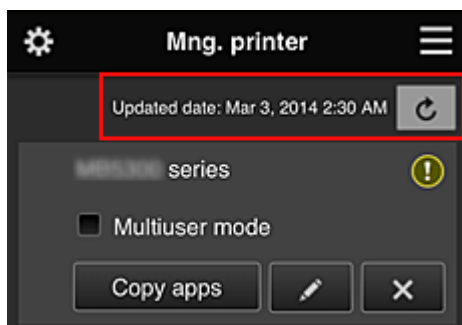 Mng. printer
Updated date: Mar 3, 2014 2:30 AM
series
Multiuser mode
Copy apps